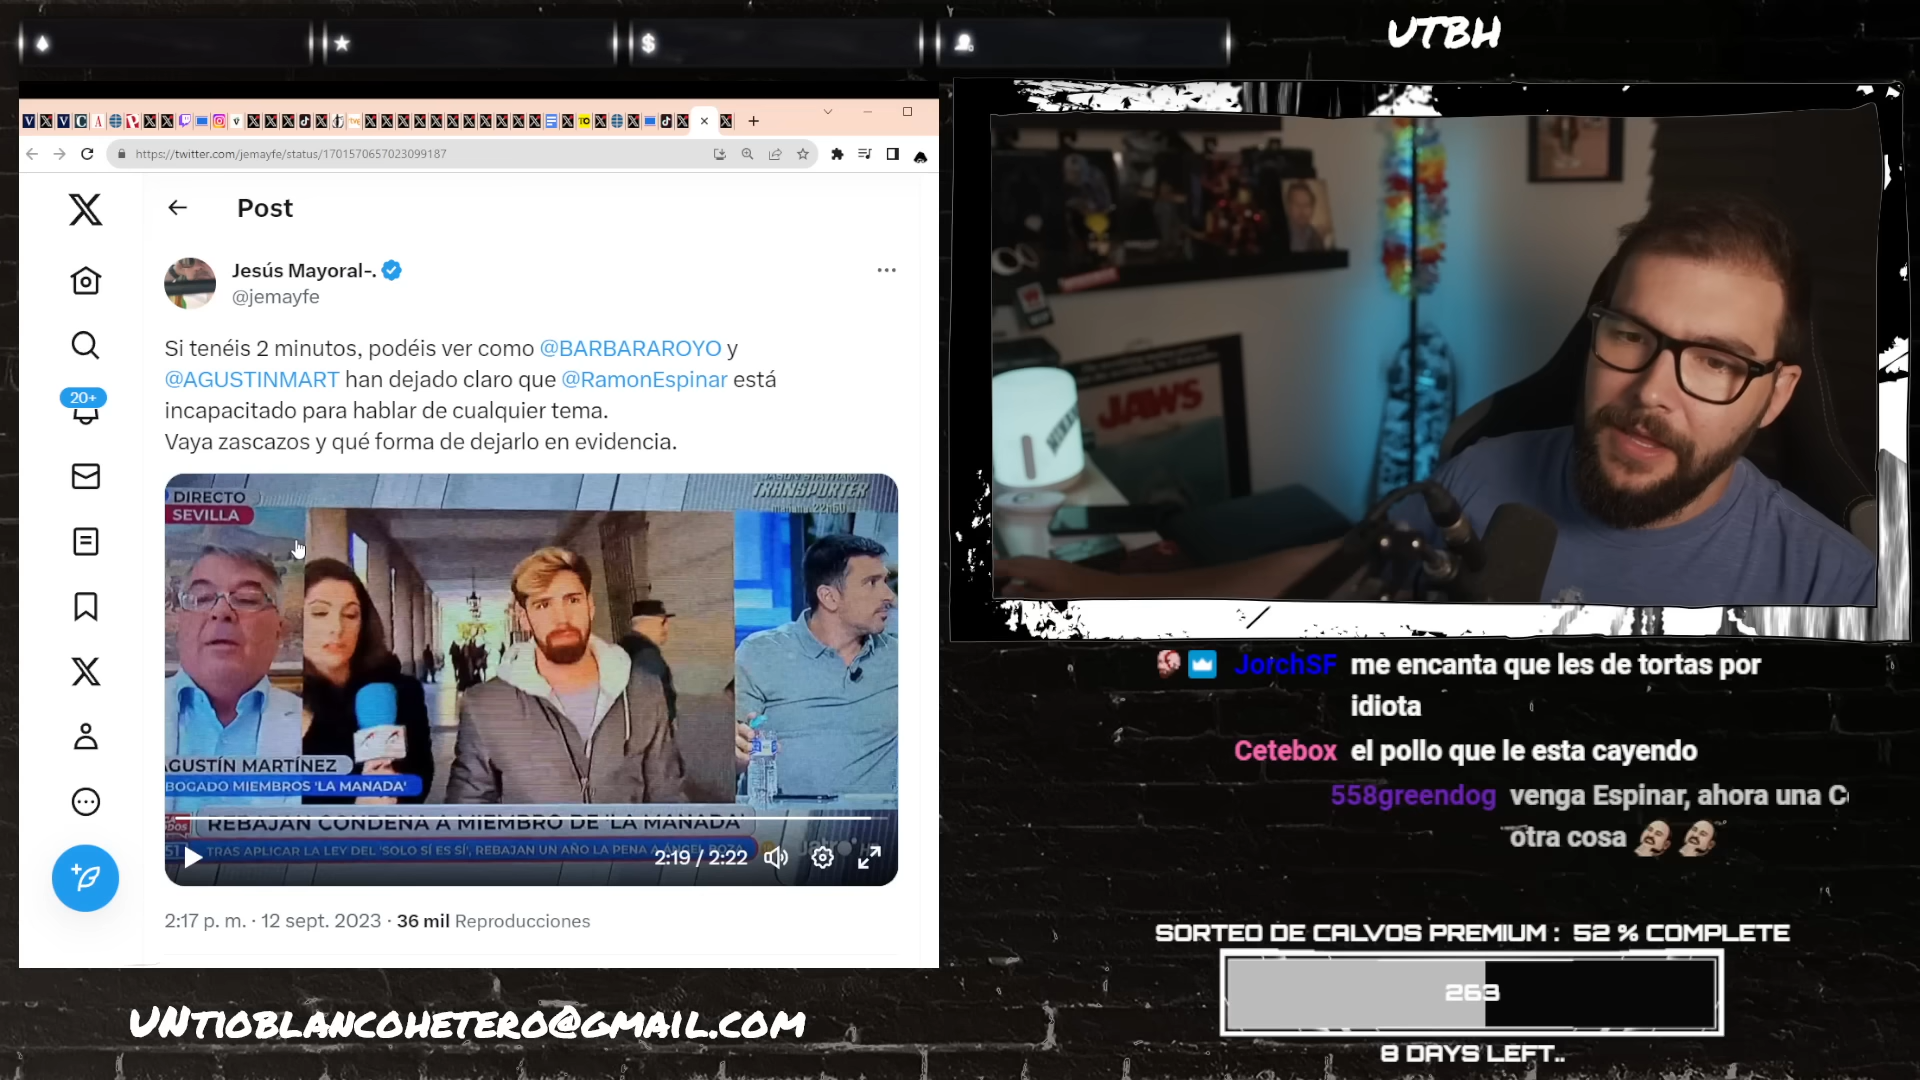 UTBH
https://twitter.com/jemayfe/status/1701570657023099187
Post
Jesús Mayoral-.
@jemayfe
Si tenéis 2 minutos, podéis ver como @BARBARAROYO y
@AGUSTINMART han dejado claro que @RamonEspinar está
incapacitado para hablar de cualquier tema.
Vaya zascazos y qué forma de dejarlo en evidencia.
20+
DIRECTO
SEVILLA
TRANSPORTER
AGUSTÍN MARTÍNEZ
BOGADO MIEMBROS 'LA MANADA'
REBAJAN CONDENA A MIEMBRO DE 'LA MANADA'
TRAS APLICAR LA LEY DEL 'SOLO SÍ ES SÍ', REBAJAN UN AÑO LA PENA A ÁNGEL BOZA
2:19 / 2:22
2:17 p. m. · 12 sept. 2023 · 36 mil Reproducciones
UNTIOBLANCOHETERO@GMAIL.COM
JAWS
JorchSF me encanta que les de tortas por
idiota
Cetebox el pollo que le esta cayendo
558greendog venga Espinar, ahora una C
otra cosa
SORTEO DE CALVOS PREMIUM : 52 % COMPLETE
263
8 DAYS LEFT..